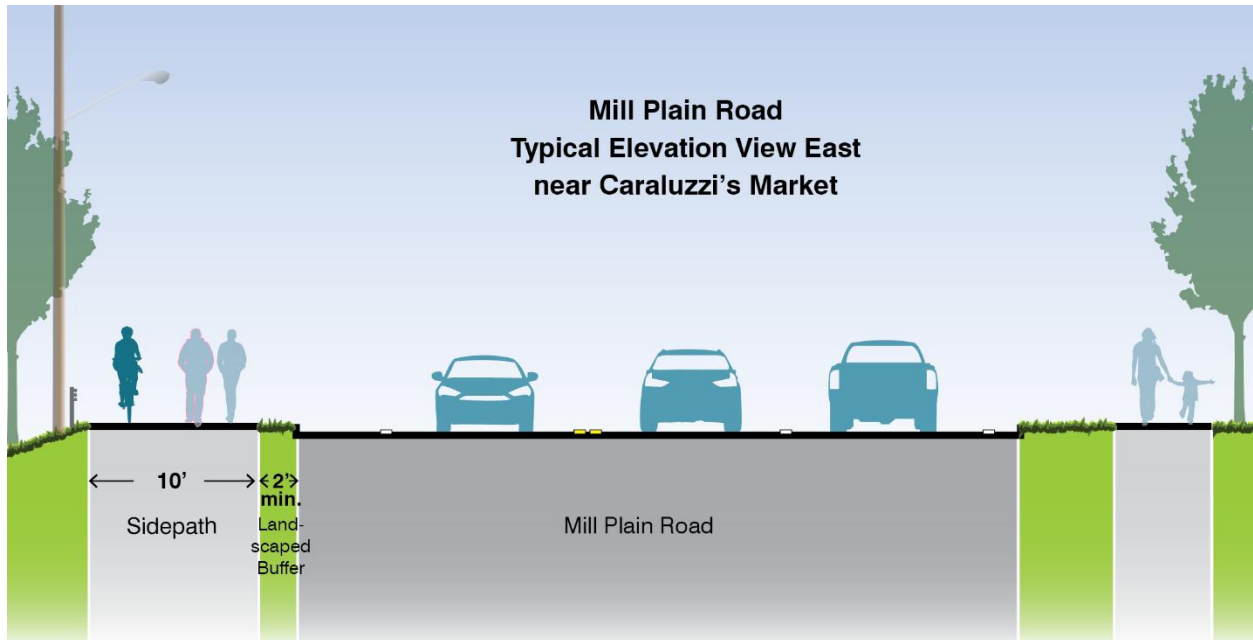 Mill Plain Road
Typical Elevation View East
near Caraluzzi's Market
10'
Sidepath
2'
min.
Land-
scaped
Buffer
Mill Plain Road